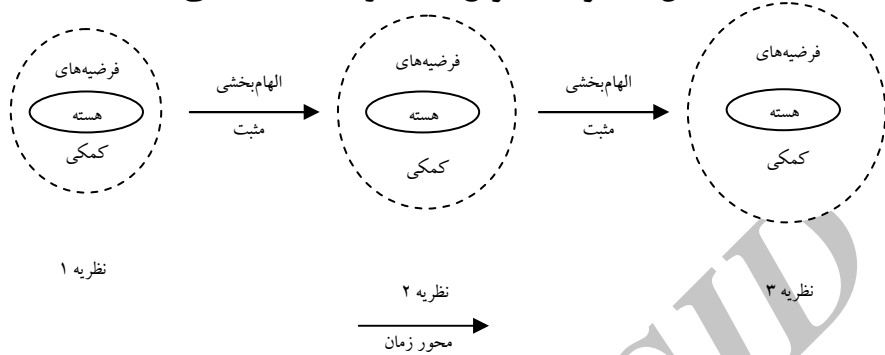 فرضیه‌های
هسته
کمکی
الهام‌بخشی
مثبت
فرضیه‌های
هسته
کمکی
الهام‌بخشی
مثبت
فرضیه‌های
هسته
کمکی
نظریه ۱
نظریه ۲
نظریه ۳
محور زمان
SID